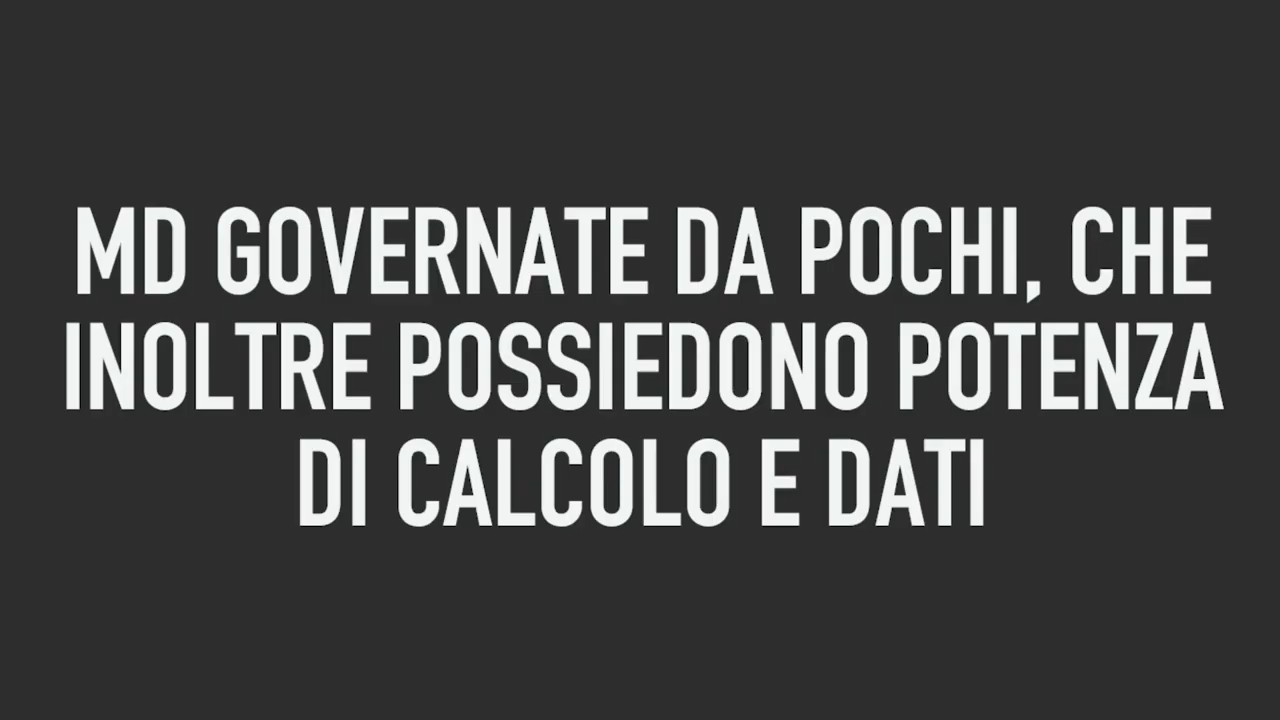 MD GOVERNATE DA POCHI, CHE
INOLTRE POSSIEDONO POTENZA
DI CALCOLO E DATI